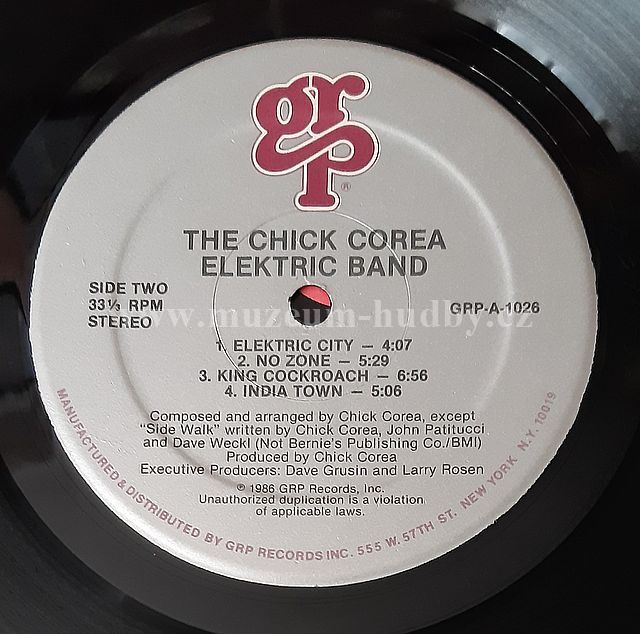 grp®
THE CHICK COREA
ELEKTRIC BAND
SIDE TWO
33⅓ RPM
STEREO
GRP-A-1026
www.muzeum-hudby.cz
1. ELEKTRIC CITY — 4:07
2. NO ZONE — 5:29
3. KING COCKROACH — 6:56
4. INDIA TOWN — 5:06
Composed and arranged by Chick Corea, except
"Side Walk" written by Chick Corea, John Patitucci
and Dave Weckl (Not Bernie's Publishing Co./BMI)
Produced by Chick Corea
Executive Producers: Dave Grusin and Larry Rosen
℗ 1986 GRP Records, Inc.
Unauthorized duplication is a violation
of applicable laws.
MANUFACTURED & DISTRIBUTED BY GRP RECORDS INC. 555 W. 57TH ST. NEW YORK N.Y. 10019